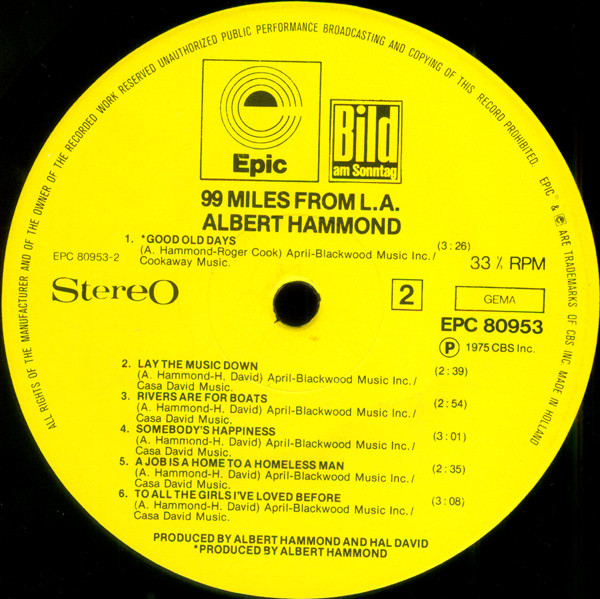 ALL RIGHTS OF THE MANUFACTURER AND OF THE OWNER OF THE RECORDED WORK RESERVED UNAUTHORIZED PUBLIC PERFORMANCE BROADCASTING AND COPYING OF THIS RECORD PROHIBITED. EPIC ® & ARE TRADEMARKS OF CBS INC. MADE IN HOLLAND
Epic
Bild
am Sonntag
99 MILES FROM L.A.
ALBERT HAMMOND
1. *GOOD OLD DAYS (3:26)
(A. Hammond-Roger Cook) April-Blackwood Music Inc./
Cookaway Music.
EPC 80953-2
33⅓ RPM
Stereo
2
GEMA
EPC 80953
Ⓟ 1975 CBS Inc.
2. LAY THE MUSIC DOWN (2:39)
(A. Hammond-H. David) April-Blackwood Music Inc./
Casa David Music.
3. RIVERS ARE FOR BOATS (2:54)
(A. Hammond-H. David) April-Blackwood Music Inc./
Casa David Music.
4. SOMEBODY'S HAPPINESS (3:01)
(A. Hammond-H. David) April-Blackwood Music Inc./
Casa David Music.
5. A JOB IS A HOME TO A HOMELESS MAN (2:35)
(A. Hammond-H. David) April-Blackwood Music Inc./
Casa David Music.
6. TO ALL THE GIRLS I'VE LOVED BEFORE (3:08)
(A. Hammond-H. David) April-Blackwood Music Inc./
Casa David Music.
PRODUCED BY ALBERT HAMMOND AND HAL DAVID
*PRODUCED BY ALBERT HAMMOND